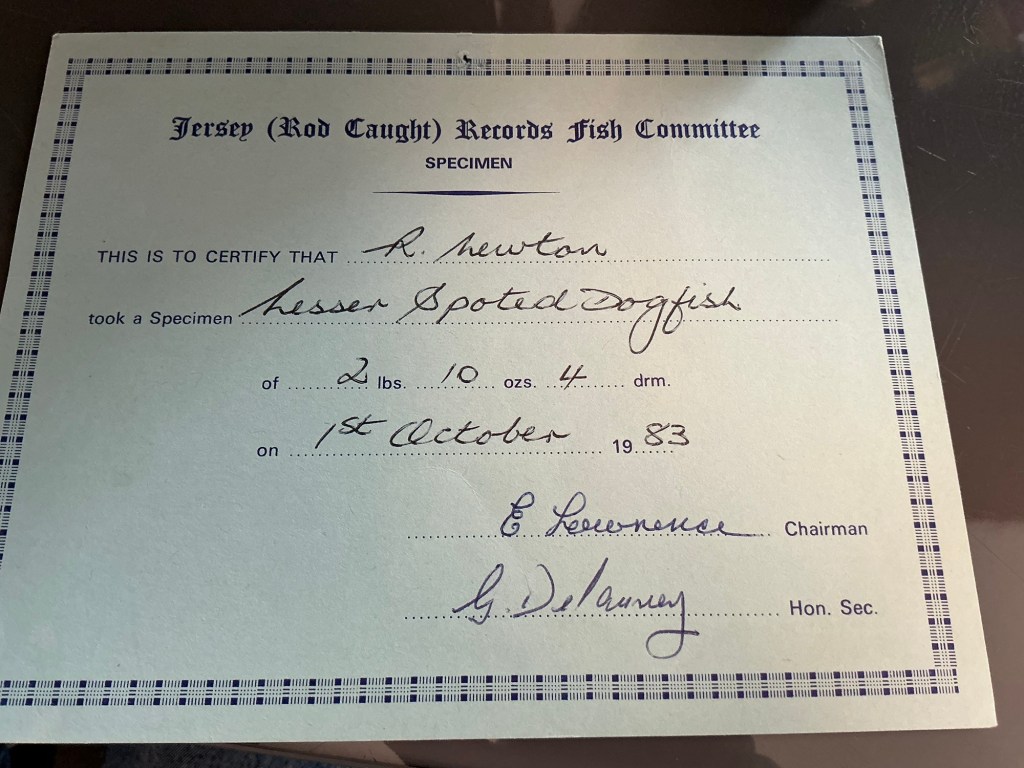 Jersey (Rod Caught) Records Fish Committee
SPECIMEN
THIS IS TO CERTIFY THAT R. Newton
took a Specimen Lesser Spoted Dogfish
of 2 lbs. 10 ozs. 4 drm.
on 1st October 1983
E Lawrence Chairman
G. Delauney Hon. Sec.